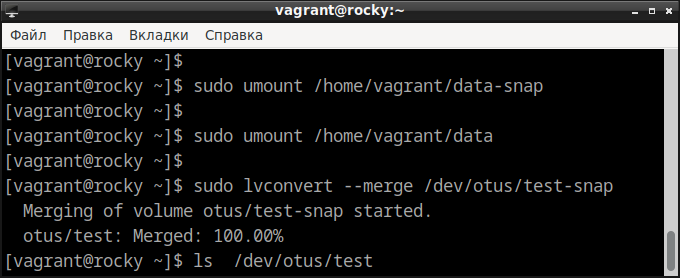 vagrant@rocky:~
Файл Правка Вкладки Справка
[vagrant@rocky ~]$
[vagrant@rocky ~]$ sudo umount /home/vagrant/data-snap
[vagrant@rocky ~]$
[vagrant@rocky ~]$ sudo umount /home/vagrant/data
[vagrant@rocky ~]$
[vagrant@rocky ~]$ sudo lvconvert --merge /dev/otus/test-snap
  Merging of volume otus/test-snap started.
  otus/test: Merged: 100.00%
[vagrant@rocky ~]$ ls  /dev/otus/test